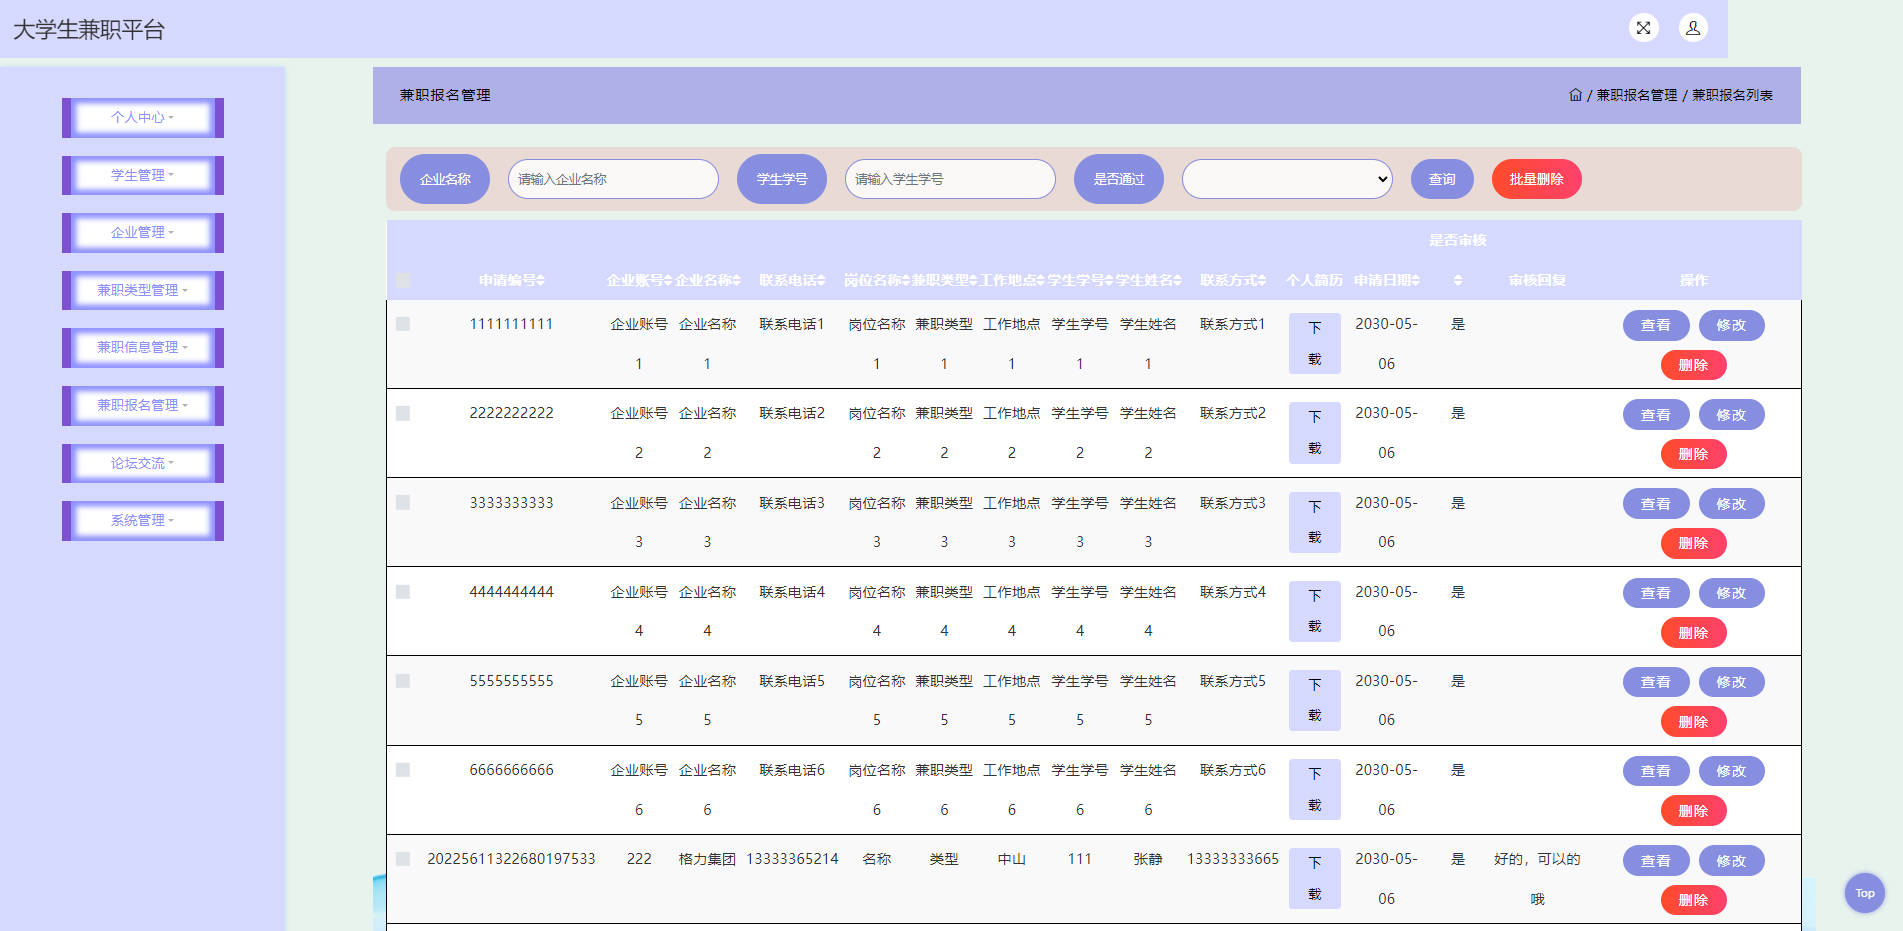 大学生兼职平台
个人中心
学生管理
企业管理
兼职类型管理
兼职信息管理
兼职报名管理
论坛交流
系统管理
兼职报名管理
/ 兼职报名管理 / 兼职报名列表
企业名称 请输入企业名称 学生学号 请输入学生学号 是否通过 查询 批量删除
是否审核
申请编号 企业账号 企业名称 联系电话 岗位名称 兼职类型 工作地点 学生学号 学生姓名 联系方式 个人简历 申请日期 审核回复 操作
1111111111 企业账号 企业名称 联系电话1 岗位名称 兼职类型 工作地点 学生学号 学生姓名 联系方式1 下 2030-05- 是 查看 修改
1 1 1 1 1 1 1 载 06 删除
2222222222 企业账号 企业名称 联系电话2 岗位名称 兼职类型 工作地点 学生学号 学生姓名 联系方式2 下 2030-05- 是 查看 修改
2 2 2 2 2 2 2 载 06 删除
3333333333 企业账号 企业名称 联系电话3 岗位名称 兼职类型 工作地点 学生学号 学生姓名 联系方式3 下 2030-05- 是 查看 修改
3 3 3 3 3 3 3 载 06 删除
4444444444 企业账号 企业名称 联系电话4 岗位名称 兼职类型 工作地点 学生学号 学生姓名 联系方式4 下 2030-05- 是 查看 修改
4 4 4 4 4 4 4 载 06 删除
5555555555 企业账号 企业名称 联系电话5 岗位名称 兼职类型 工作地点 学生学号 学生姓名 联系方式5 下 2030-05- 是 查看 修改
5 5 5 5 5 5 5 载 06 删除
6666666666 企业账号 企业名称 联系电话6 岗位名称 兼职类型 工作地点 学生学号 学生姓名 联系方式6 下 2030-05- 是 查看 修改
6 6 6 6 6 6 6 载 06 删除
20225611322680197533 222 格力集团 13333365214 名称 类型 中山 111 张静 13333333665 下 2030-05- 是 好的，可以的 查看 修改
载 06 哦 删除
Top